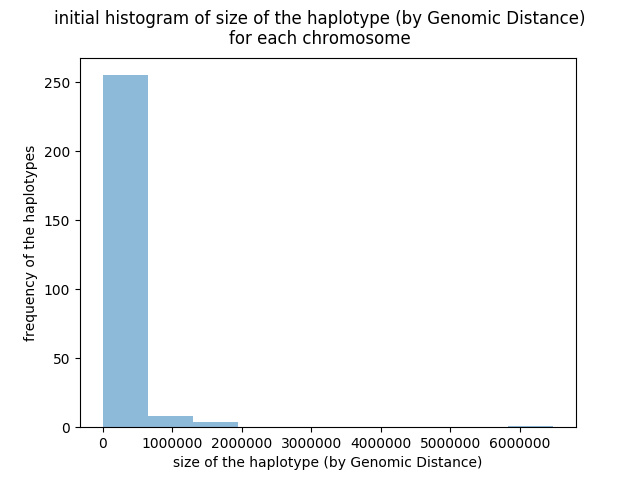 initial histogram of size of the haplotype (by Genomic Distance)
for each chromosome
frequency of the haplotypes
250
200
150
100
50
0
0 1000000 2000000 3000000 4000000 5000000 6000000
size of the haplotype (by Genomic Distance)